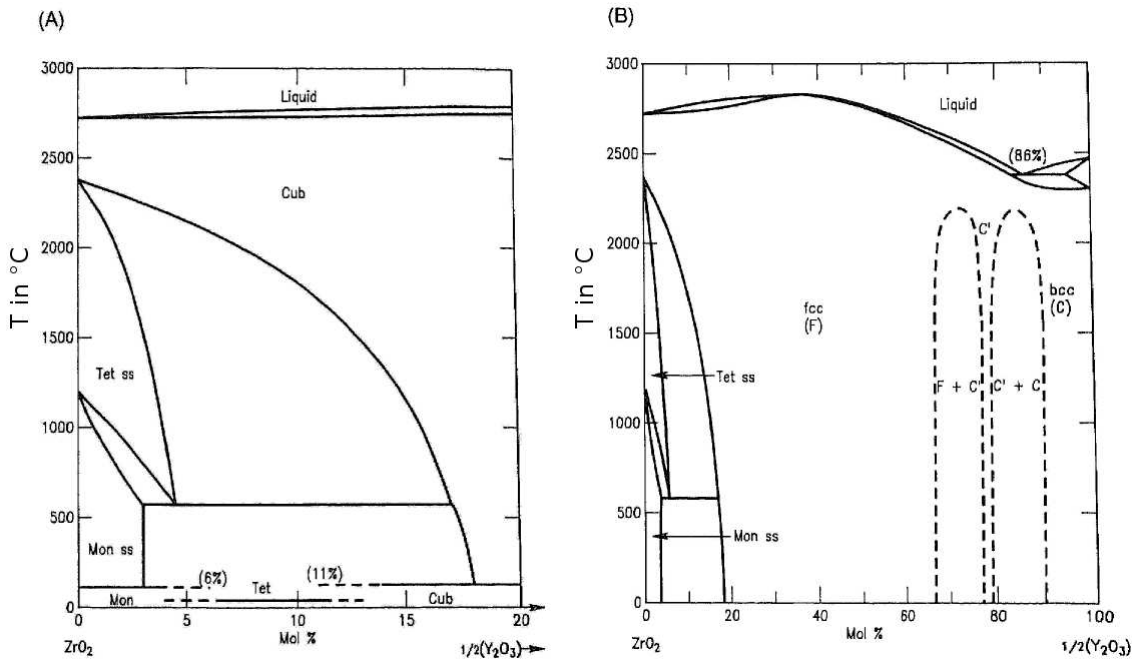 (A)
3000
2500
2000
1500
1000
500
0
T in °C
Liquid
Cub
Tet ss
Mon ss
(6%)
(11%)
Tet
Mon
Cub
0
5
10
15
20
Mol %
ZrO₂
1/2(Y₂O₃)
(B)
3000
2500
2000
1500
1000
500
0
T in °C
Liquid
(86%)
C'
bcc
(C)
fcc
(F)
Tet ss
F + C'
C' + C
Mon ss
0
20
40
60
80
100
Mol %
ZrO₂
1/2(Y₂O₃)